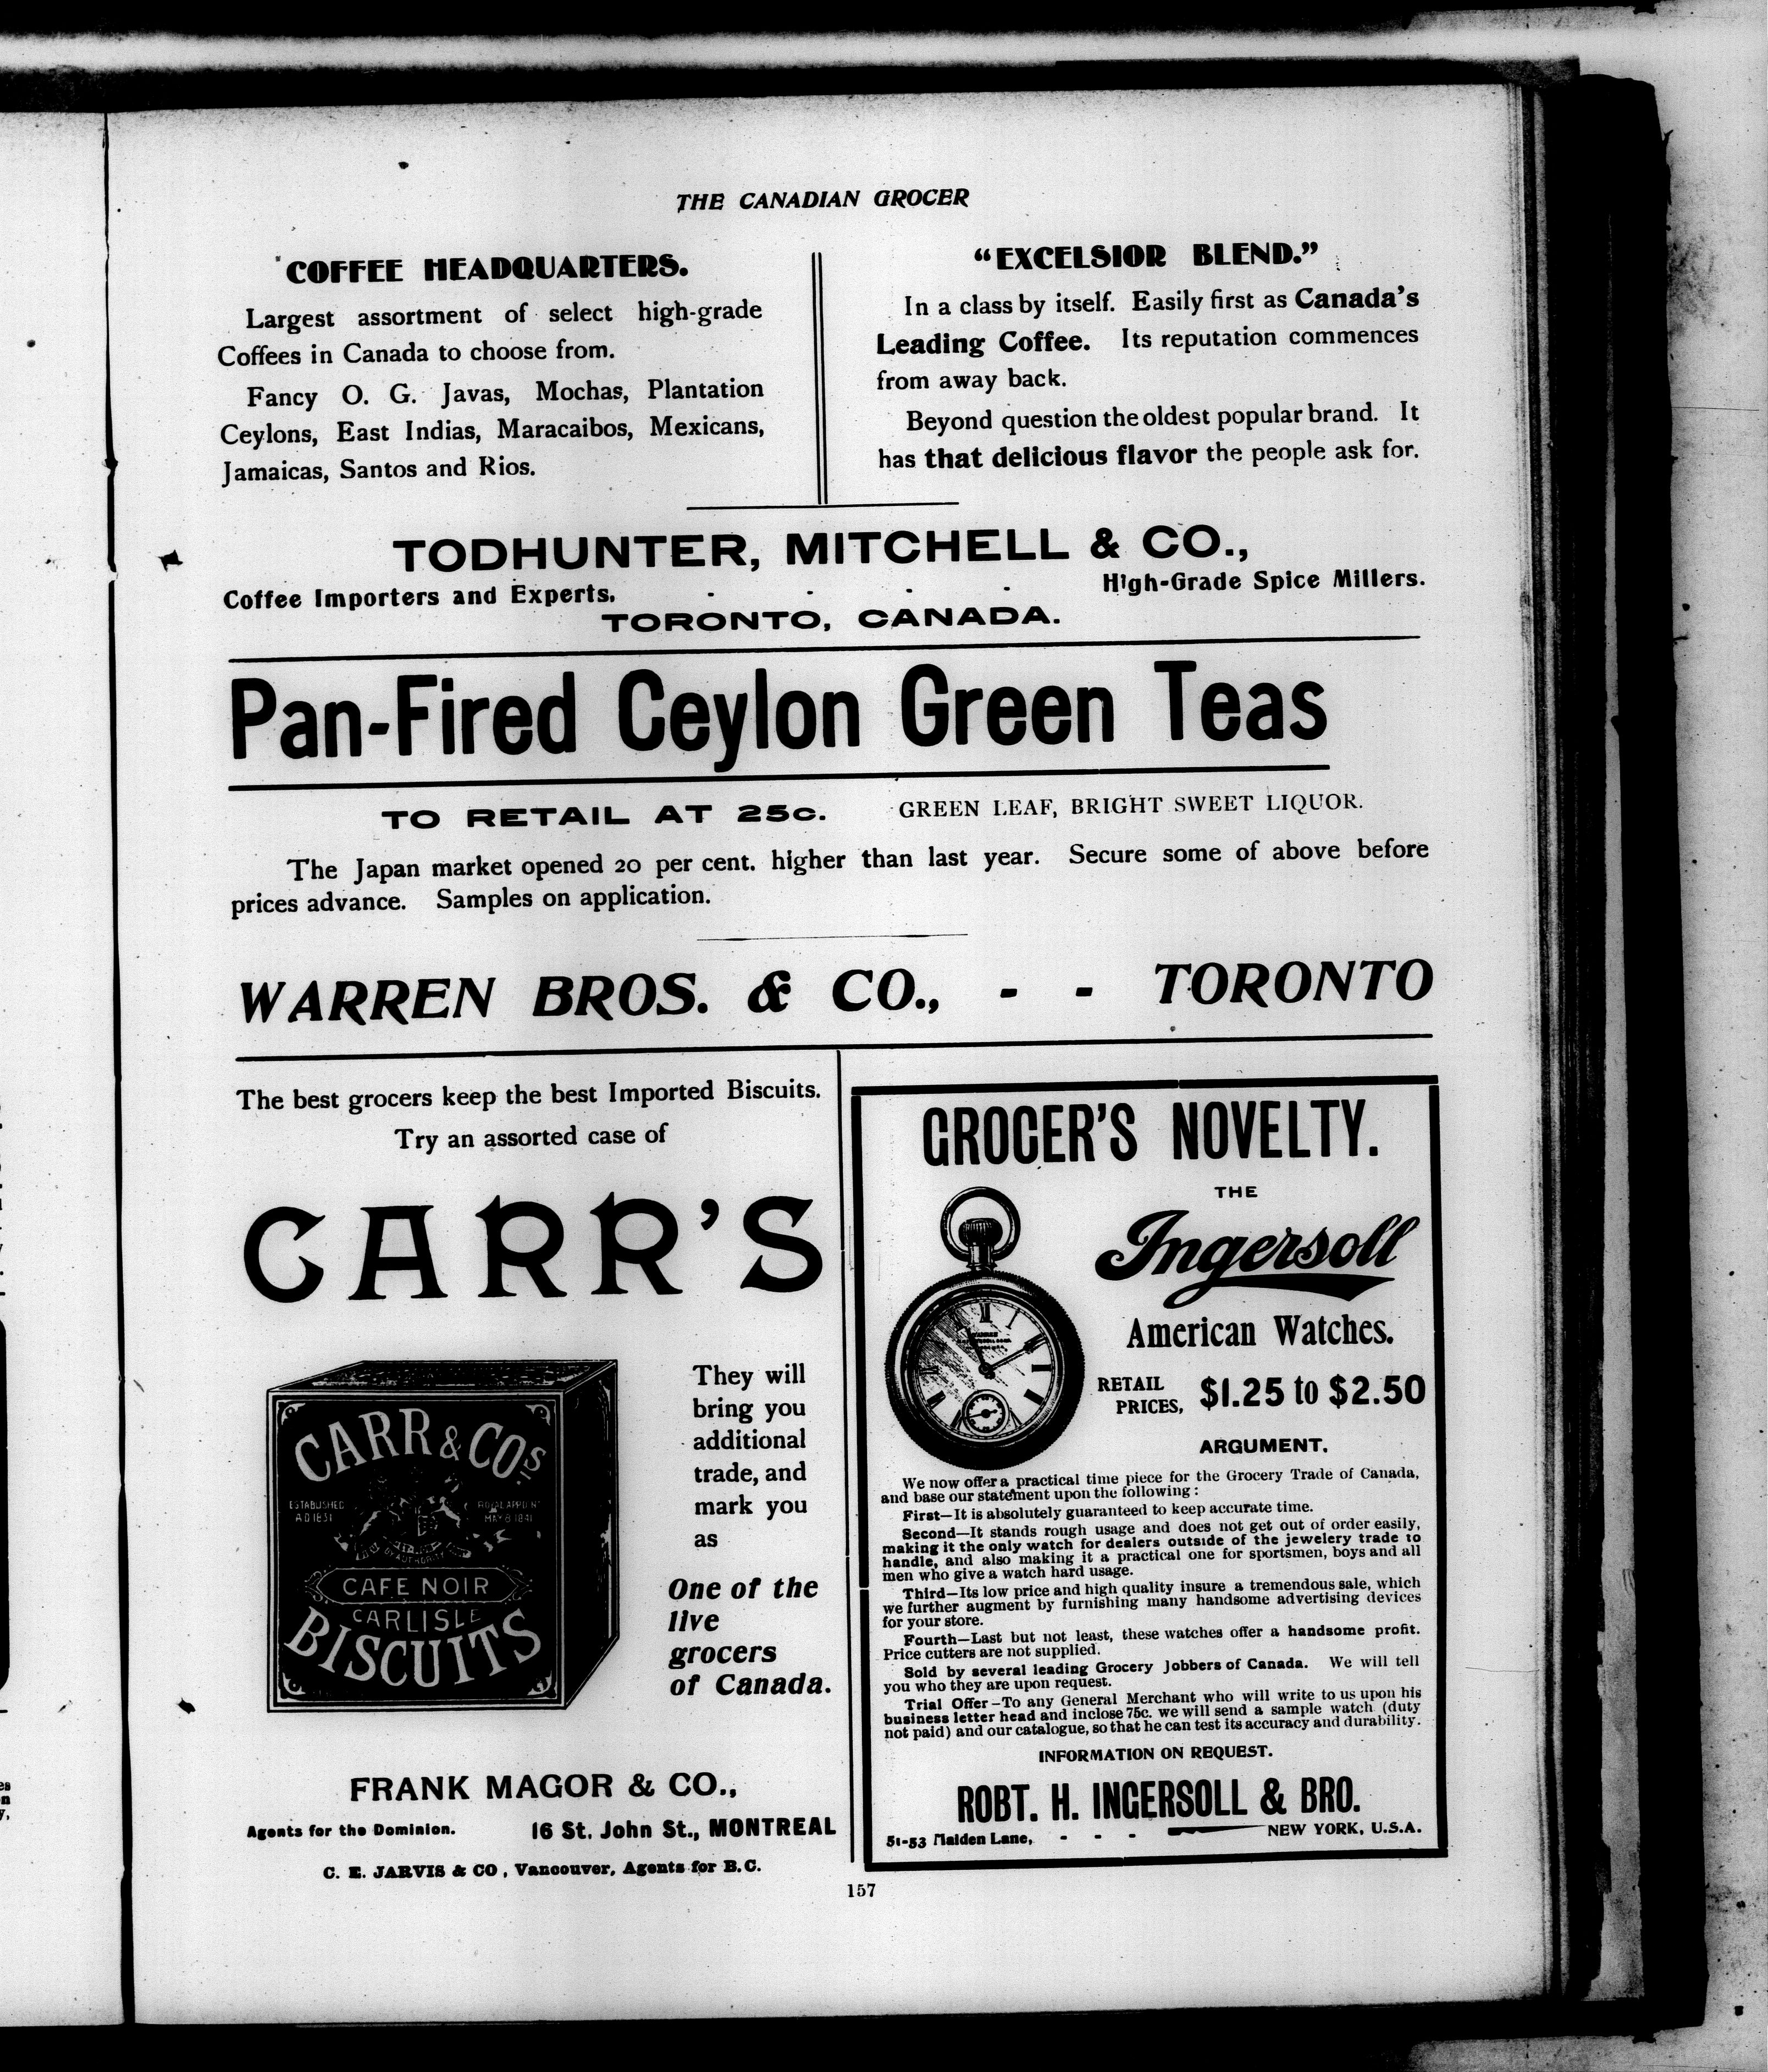 THE CANADIAN GROCER
COFFEE HEADQUARTERS.
Largest assortment of select high-grade
Coffees in Canada to choose from.
Fancy O. G. Javas, Mochas, Plantation
Ceylons, East Indias, Maracaibos, Mexicans,
Jamaicas, Santos and Rios.
“EXCELSIOR BLEND.”
In a class by itself. Easily first as Canada’s
Leading Coffee. Its reputation commences
from away back.
Beyond question the oldest popular brand. It
has that delicious flavor the people ask for.
TODHUNTER, MITCHELL & CO.,
Coffee Importers and Experts, . . . . High-Grade Spice Millers.
TORONTO, CANADA.
Pan-Fired Ceylon Green Teas
TO RETAIL AT 25c. GREEN LEAF, BRIGHT SWEET LIQUOR.
The Japan market opened 20 per cent. higher than last year. Secure some of above before
prices advance. Samples on application.
WARREN BROS. & CO., - - TORONTO
The best grocers keep the best Imported Biscuits.
Try an assorted case of
CARR’S
CARR & COS
ESTABLISHED
A.D 1831
ROYAL APPOINT
MAY 8 1841
CAFE NOIR
CARLISLE
BISCUITS
They will
bring you
additional
trade, and
mark you
as
One of the
live
grocers
of Canada.
FRANK MAGOR & CO.,
Agents for the Dominion. 16 St. John St., MONTREAL
C. E. JARVIS & CO, Vancouver, Agents for B.C.
GROCER’S NOVELTY.
THE
Ingersoll
American Watches.
RETAIL
PRICES, $1.25 to $2.50
ARGUMENT.
We now offer a practical time piece for the Grocery Trade of Canada,
and base our statement upon the following:
First—It is absolutely guaranteed to keep accurate time.
Second—It stands rough usage and does not get out of order easily,
making it the only watch for dealers outside of the jewelery trade to
handle, and also making it a practical one for sportsmen, boys and all
men who give a watch hard usage.
Third—Its low price and high quality insure a tremendous sale, which
we further augment by furnishing many handsome advertising devices
for your store.
Fourth—Last but not least, these watches offer a handsome profit.
Price cutters are not supplied.
Sold by several leading Grocery Jobbers of Canada. We will tell
you who they are upon request.
Trial Offer—To any General Merchant who will write to us upon his
business letter head and inclose 75c. we will send a sample watch (duty
not paid) and our catalogue, so that he can test its accuracy and durability.
INFORMATION ON REQUEST.
ROBT. H. INGERSOLL & BRO.
51-53 Maiden Lane, - - - NEW YORK, U.S.A.
157